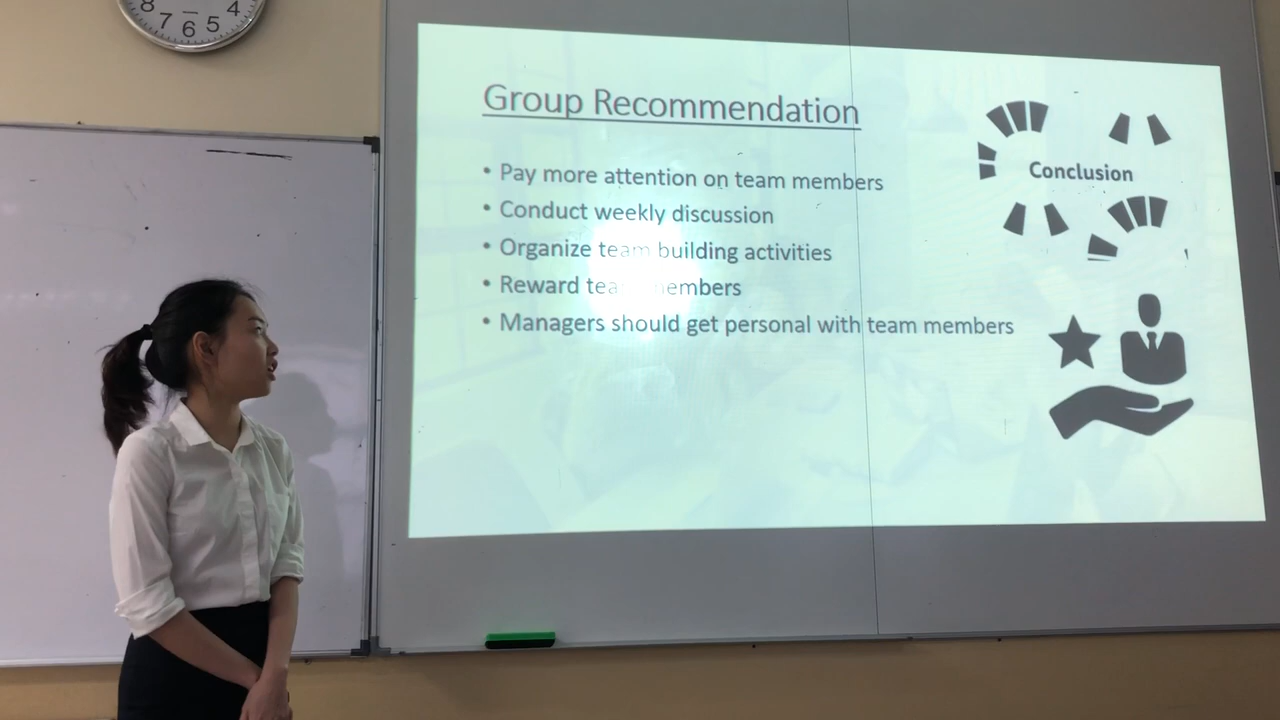 8 7 6 5 4
Group Recommendation
• Pay more attention on team members
• Conduct weekly discussion
• Organize team building activities
• Reward team members
• Managers should get personal with team members
Conclusion